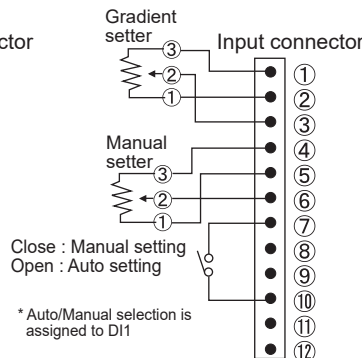 ctor
Gradient
setter
Input connector
③
②
①
Manual
setter
③
②
①
Close : Manual setting
Open : Auto setting
* Auto/Manual selection is
assigned to DI1
①
②
③
④
⑤
⑥
⑦
⑧
⑨
⑩
⑪
⑫